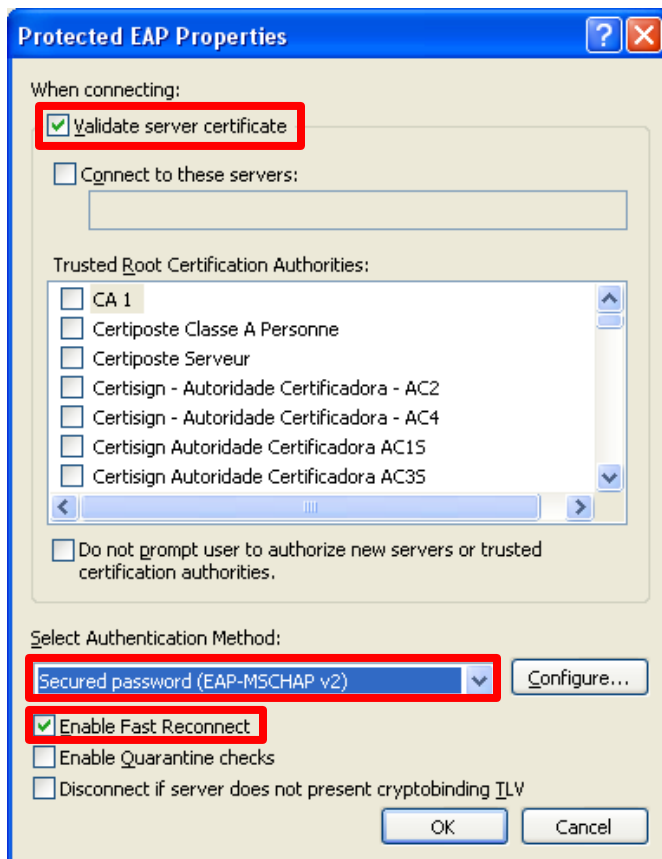 Protected EAP Properties
When connecting:
Validate server certificate
Connect to these servers:
Trusted Root Certification Authorities:
CA 1
Certiposte Classe A Personne
Certiposte Serveur
Certisign - Autoridade Certificadora - AC2
Certisign - Autoridade Certificadora - AC4
Certisign Autoridade Certificadora AC1S
Certisign Autoridade Certificadora AC3S
Do not prompt user to authorize new servers or trusted
certification authorities.
Select Authentication Method:
Secured password (EAP-MSCHAP v2)
Configure...
Enable Fast Reconnect
Enable Quarantine checks
Disconnect if server does not present cryptobinding TLV
OK
Cancel